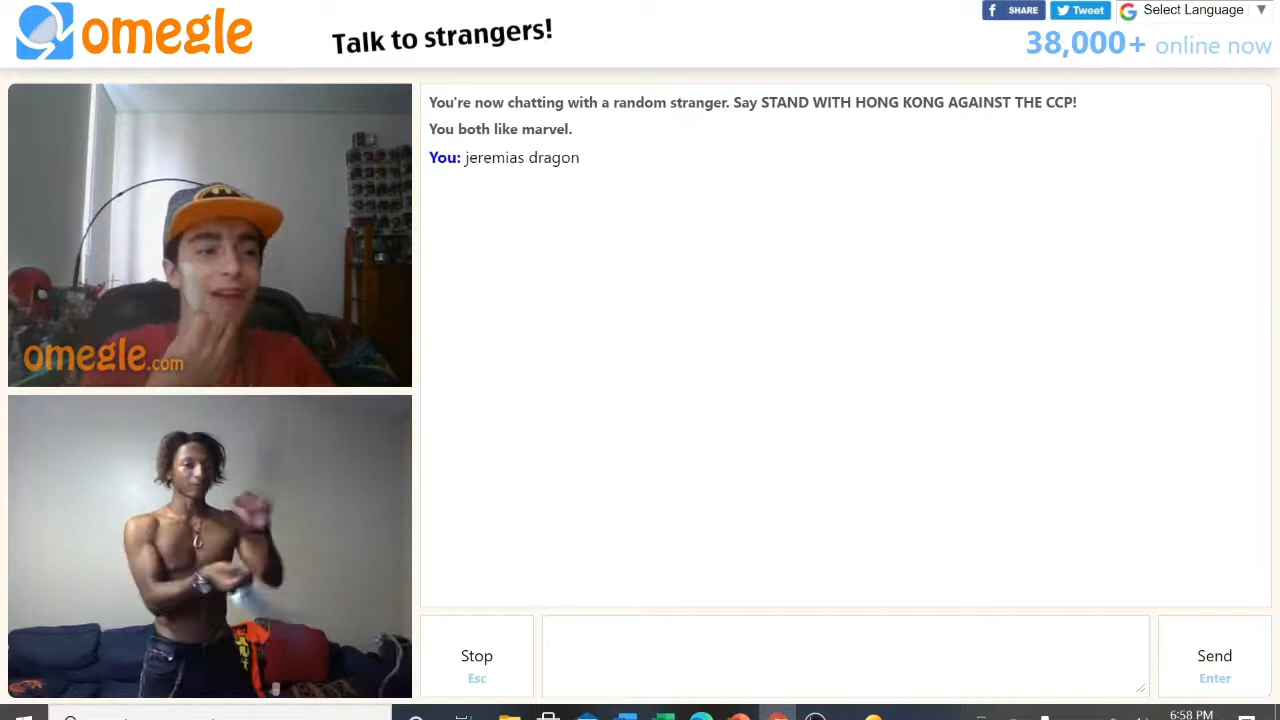 omegle
Talk to strangers!
f SHARE
Tweet
G Select Language ▼
38,000+ online now
You're now chatting with a random stranger. Say STAND WITH HONG KONG AGAINST THE CCP!
You both like marvel.
You: jeremias dragon
omegle.com
Stop
Esc
Send
Enter
6:58 PM